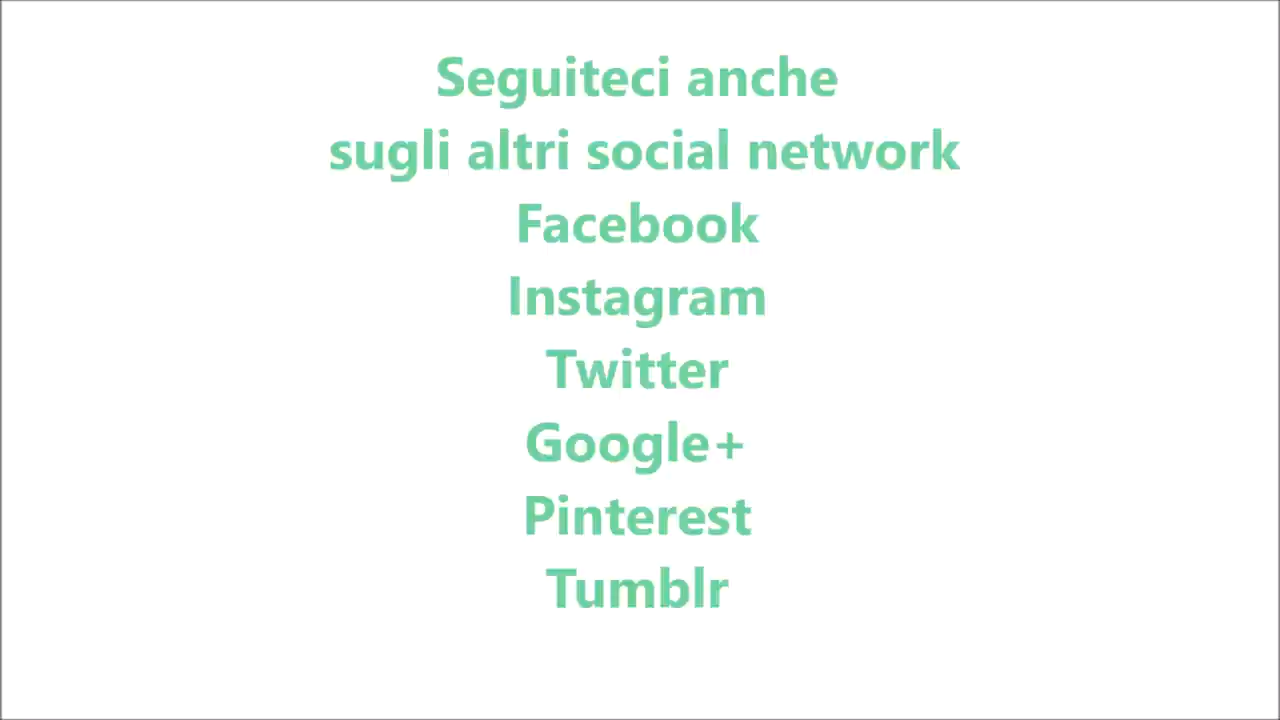 Seguiteci anche
sugli altri social network
Facebook
Instagram
Twitter
Google+
Pinterest
Tumblr